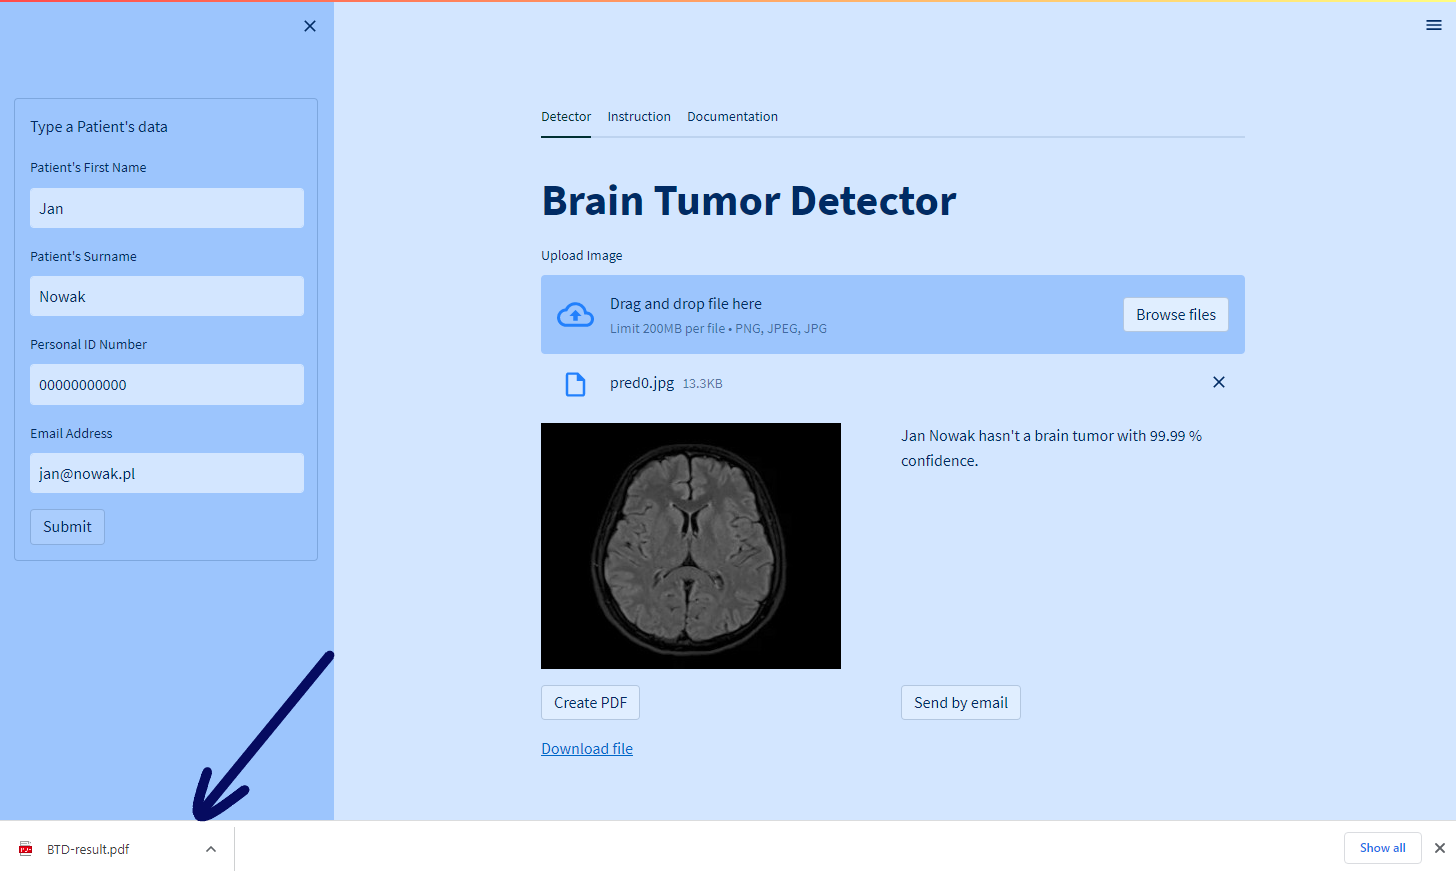 Type a Patient's data
Patient's First Name
Jan
Patient's Surname
Nowak
Personal ID Number
00000000000
Email Address
jan@nowak.pl
Submit
Detector Instruction Documentation
Brain Tumor Detector
Upload Image
Drag and drop file here
Limit 200MB per file • PNG, JPEG, JPG
Browse files
pred0.jpg 13.3KB
Jan Nowak hasn't a brain tumor with 99.99 %
confidence.
Create PDF
Send by email
Download file
BTD-result.pdf
Show all